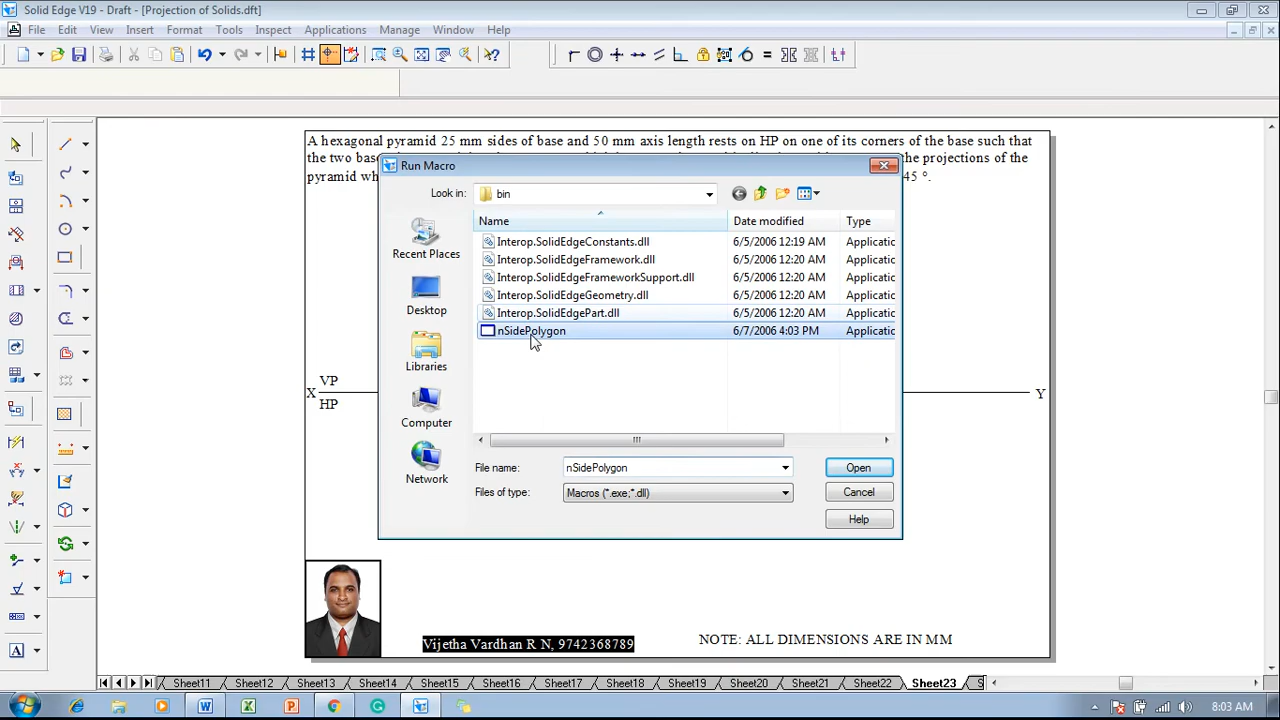 Solid Edge V19 - Draft - [Projection of Solids.dft]
File Edit View Insert Format Tools Inspect Applications Manage Window Help
A hexagonal pyramid 25 mm sides of base and 50 mm axis length rests on HP on one of its corners of the base such that
the two base
the projections of the
pyramid wh
45 °.
Run Macro
Look in: bin
Name Date modified Type
Interop.SolidEdgeConstants.dll 6/5/2006 12:19 AM Applicatic
Interop.SolidEdgeFramework.dll 6/5/2006 12:20 AM Applicatic
Interop.SolidEdgeFrameworkSupport.dll 6/5/2006 12:20 AM Applicatic
Interop.SolidEdgeGeometry.dll 6/5/2006 12:20 AM Applicatic
Interop.SolidEdgePart.dll 6/5/2006 12:20 AM Applicatic
nSidePolygon 6/7/2006 4:03 PM Applicatic
Recent Places
Desktop
Libraries
Computer
Network
File name: nSidePolygon Open
Files of type: Macros (*.exe;*.dll) Cancel
Help
VP
X Y
HP
Vijetha Vardhan R N, 9742368789
NOTE: ALL DIMENSIONS ARE IN MM
Sheet11 Sheet12 Sheet13 Sheet14 Sheet15 Sheet16 Sheet17 Sheet18 Sheet19 Sheet20 Sheet21 Sheet22 Sheet23 S
8:03 AM